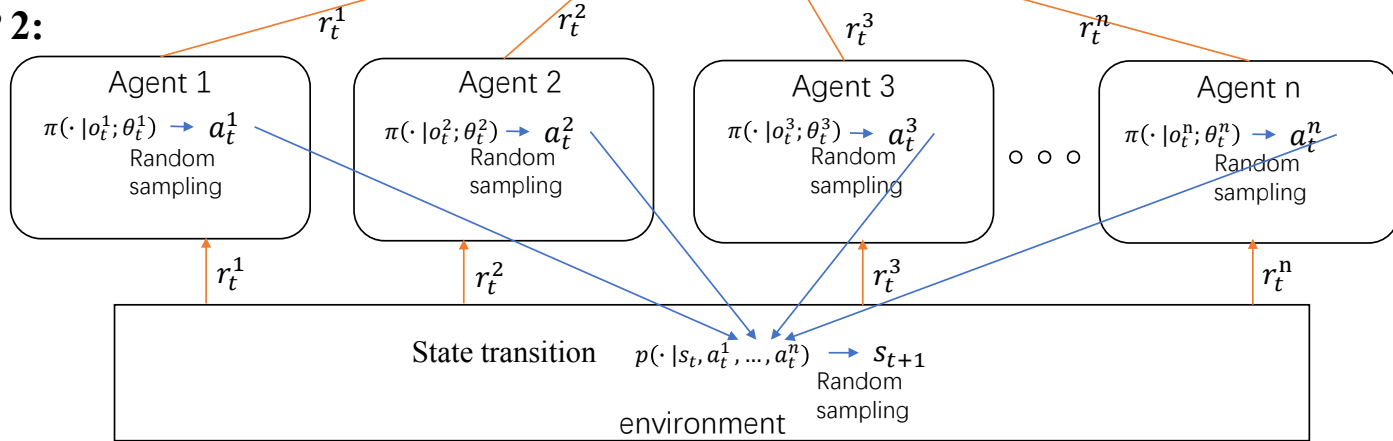 2:
r_t^1 r_t^2 r_t^3 r_t^n
Agent 1 Agent 2 Agent 3 Agent n
π(· |o_t^1; θ_t^1) → a_t^1 π(· |o_t^2; θ_t^2) → a_t^2 π(· |o_t^3; θ_t^3) → a_t^3 π(· |o_t^n; θ_t^n) → a_t^n
Random Random Random Random
sampling sampling sampling sampling
r_t^1 r_t^2 r_t^3 r_t^n
State transition p(· |s_t, a_t^1, ..., a_t^n) → s_{t+1}
Random
sampling
environment